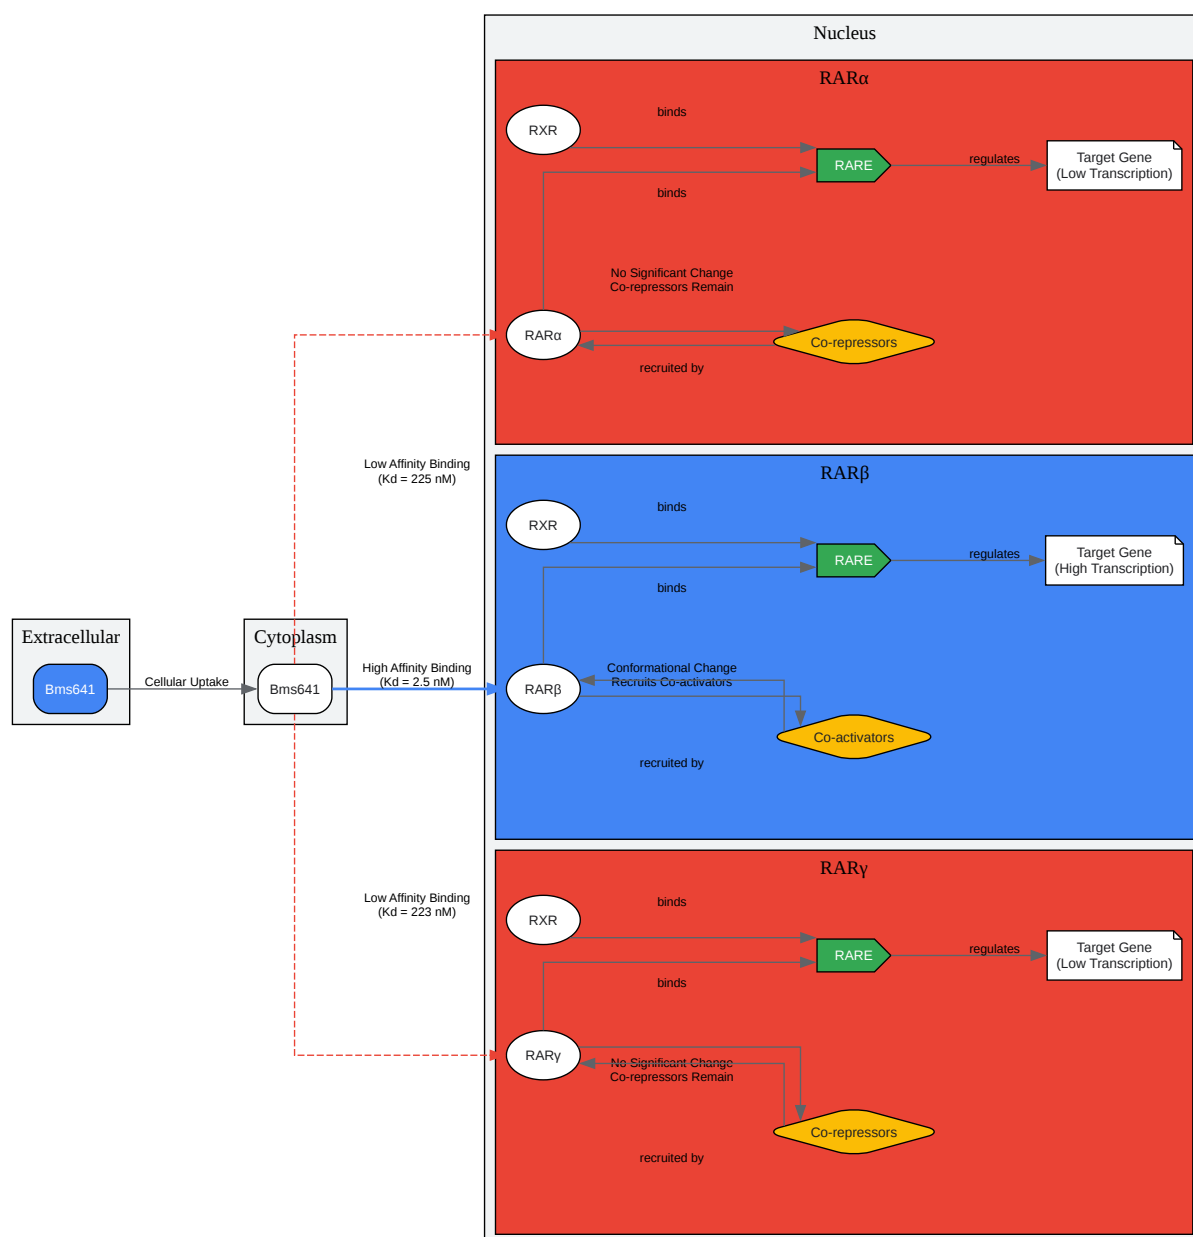 Nucleus
RARα
RXR
binds
RARE
regulates
Target Gene
(Low Transcription)
binds
No Significant Change
Co-repressors Remain
RARα
Co-repressors
recruited by
Low Affinity Binding
(Kd = 225 nM)
RARβ
RXR
binds
RARE
regulates
Target Gene
(High Transcription)
binds
Extracellular
Bms641
Cellular Uptake
Cytoplasm
Bms641
High Affinity Binding
(Kd = 2.5 nM)
RARβ
Conformational Change
Recruits Co-activators
Co-activators
recruited by
Low Affinity Binding
(Kd = 223 nM)
RARγ
RXR
binds
RARE
regulates
Target Gene
(Low Transcription)
binds
RARγ
No Significant Change
Co-repressors Remain
Co-repressors
recruited by